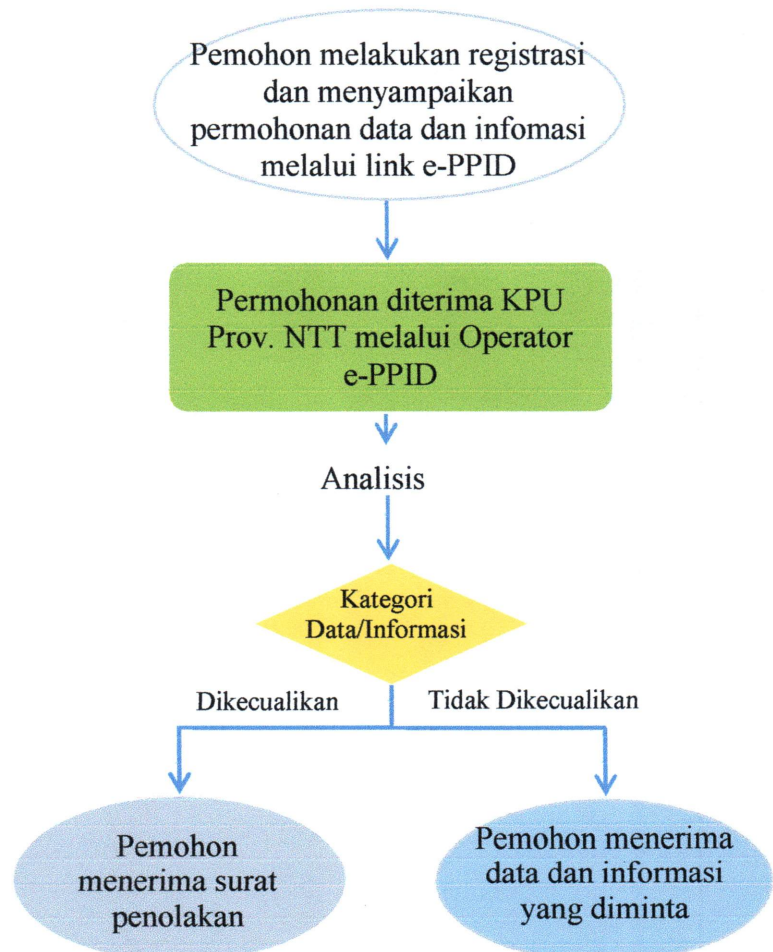 Pemohon melakukan registrasi
dan menyampaikan
permohonan data dan infomasi
melalui link e-PPID
Permohonan diterima KPU
Prov. NTT melalui Operator
e-PPID
Analisis
Kategori
Data/Informasi
Dikecualikan
Tidak Dikecualikan
Pemohon
menerima surat
penolakan
Pemohon menerima
data dan informasi
yang diminta